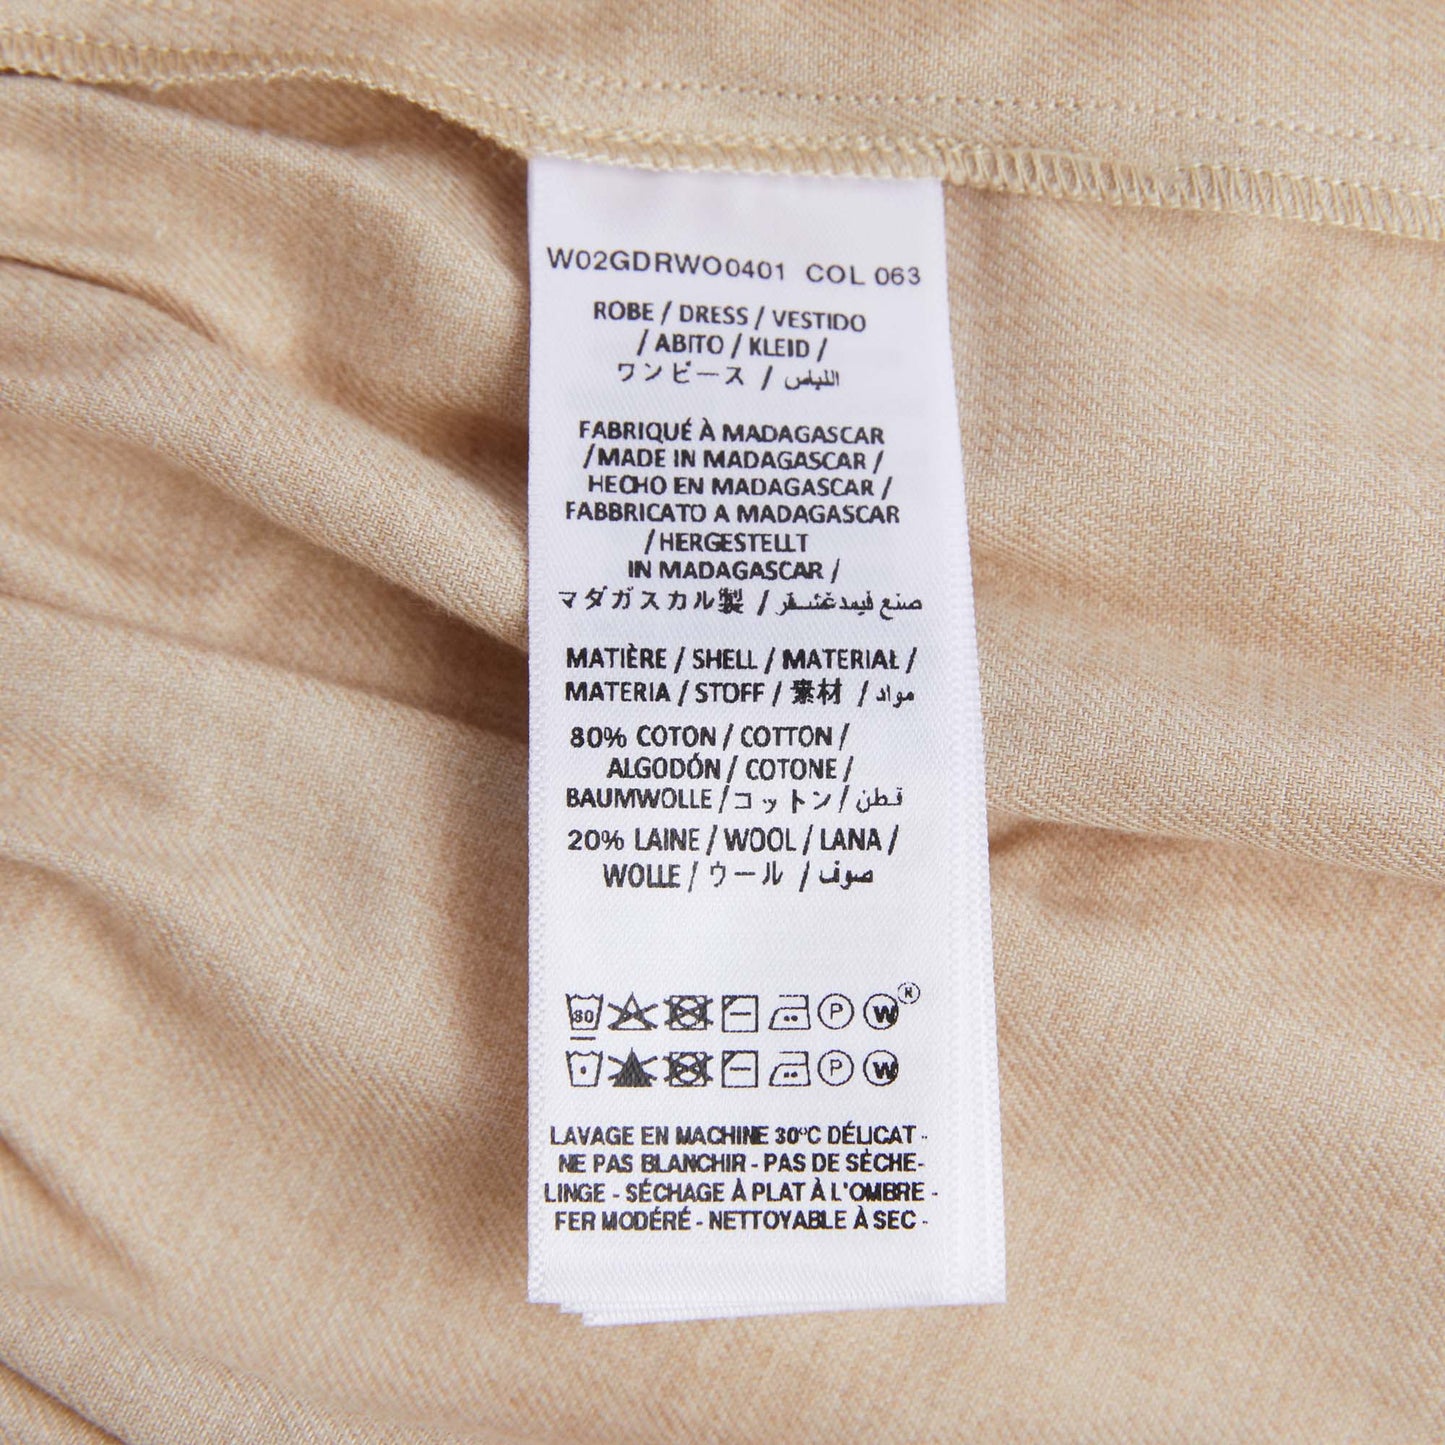 W02GDRWO0401 COL 063
ROBE / DRESS / VESTIDO
/ ABITO / KLEID /
ワンピース / اللباس
FABRIQUÉ À MADAGASCAR
/MADE IN MADAGASCAR /
HECHO EN MADAGASCAR /
FABBRICATO A MADAGASCAR
/HERGESTELLT
IN MADAGASCAR /
マダガスカル製 / صنع فيمدغشقر
MATIÈRE / SHELL / MATERIAL /
MATERIA / STOFF / 素材 / مواد
80% COTON / COTTON /
ALGODÓN / COTONE /
BAUMWOLLE / コットン / قطن
20% LAINE / WOOL / LANA /
WOLLE / ウール / صوف
30 P W R
P W
LAVAGE EN MACHINE 30°C DÉLICAT -
NE PAS BLANCHIR - PAS DE SÈCHE-
LINGE - SÉCHAGE À PLAT À L'OMBRE -
FER MODÉRÉ - NETTOYABLE À SEC -